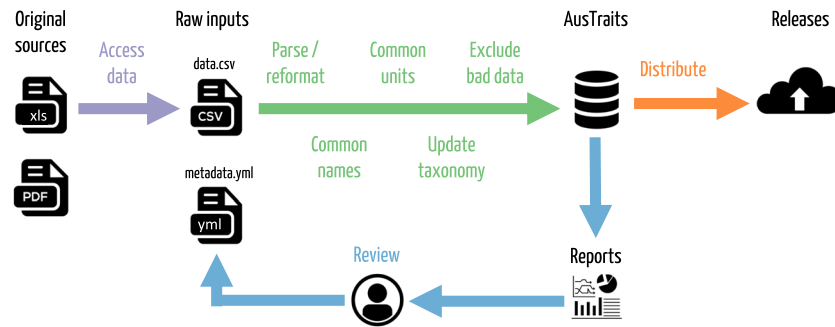 Original
sources
Raw inputs
AusTraits
Releases
Access
data
data.csv
Parse /
reformat
Common
units
Exclude
bad data
Distribute
xls
CSV
Common
names
Update
taxonomy
PDF
metadata.yml
yml
Review
Reports